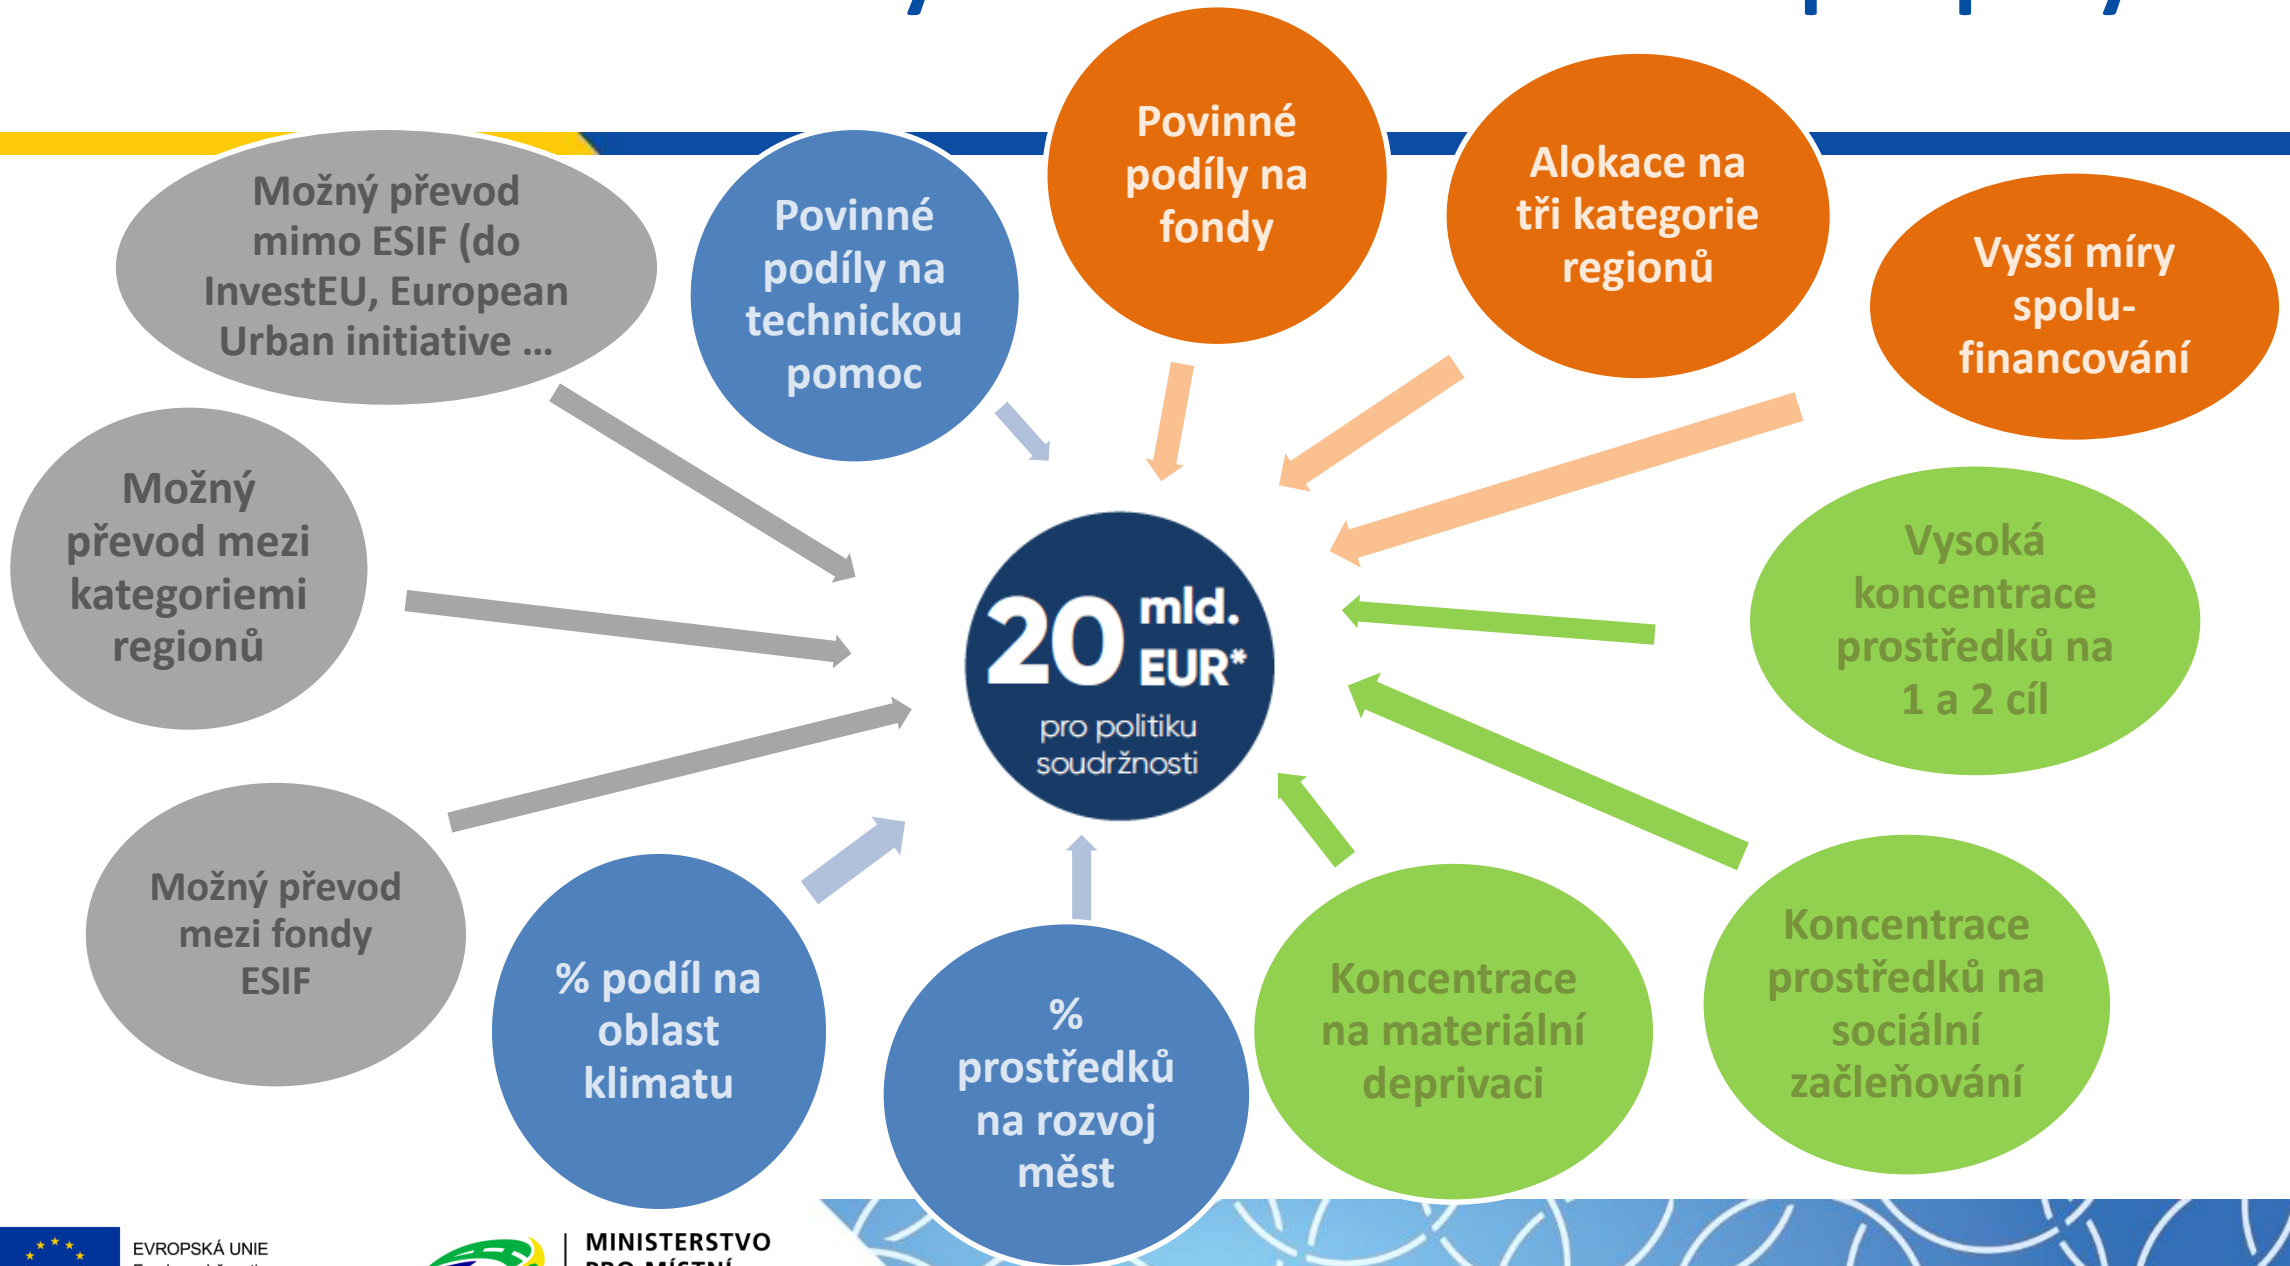 Povinné
podíly na
fondy
Alokace na
tři kategorie
regionů
Možný převod
mimo ESIF (do
InvestEU, European
Urban initiative ...
Povinné
podíly na
technickou
pomoc
Vyšší míry
spolu-
financování
Možný
převod mezi
kategoriemi
regionů
20 mld.
EUR*
pro politiku
soudržnosti
Vysoká
koncentrace
prostředků na
1 a 2 cíl
Možný převod
mezi fondy
ESIF
% podíl na
oblast
klimatu
%
prostředků
na rozvoj
měst
Koncentrace
na materiální
deprivaci
Koncentrace
prostředků na
sociální
začleňování
EVROPSKÁ UNIE
MINISTERSTVO
PRO MÍSTNÍ